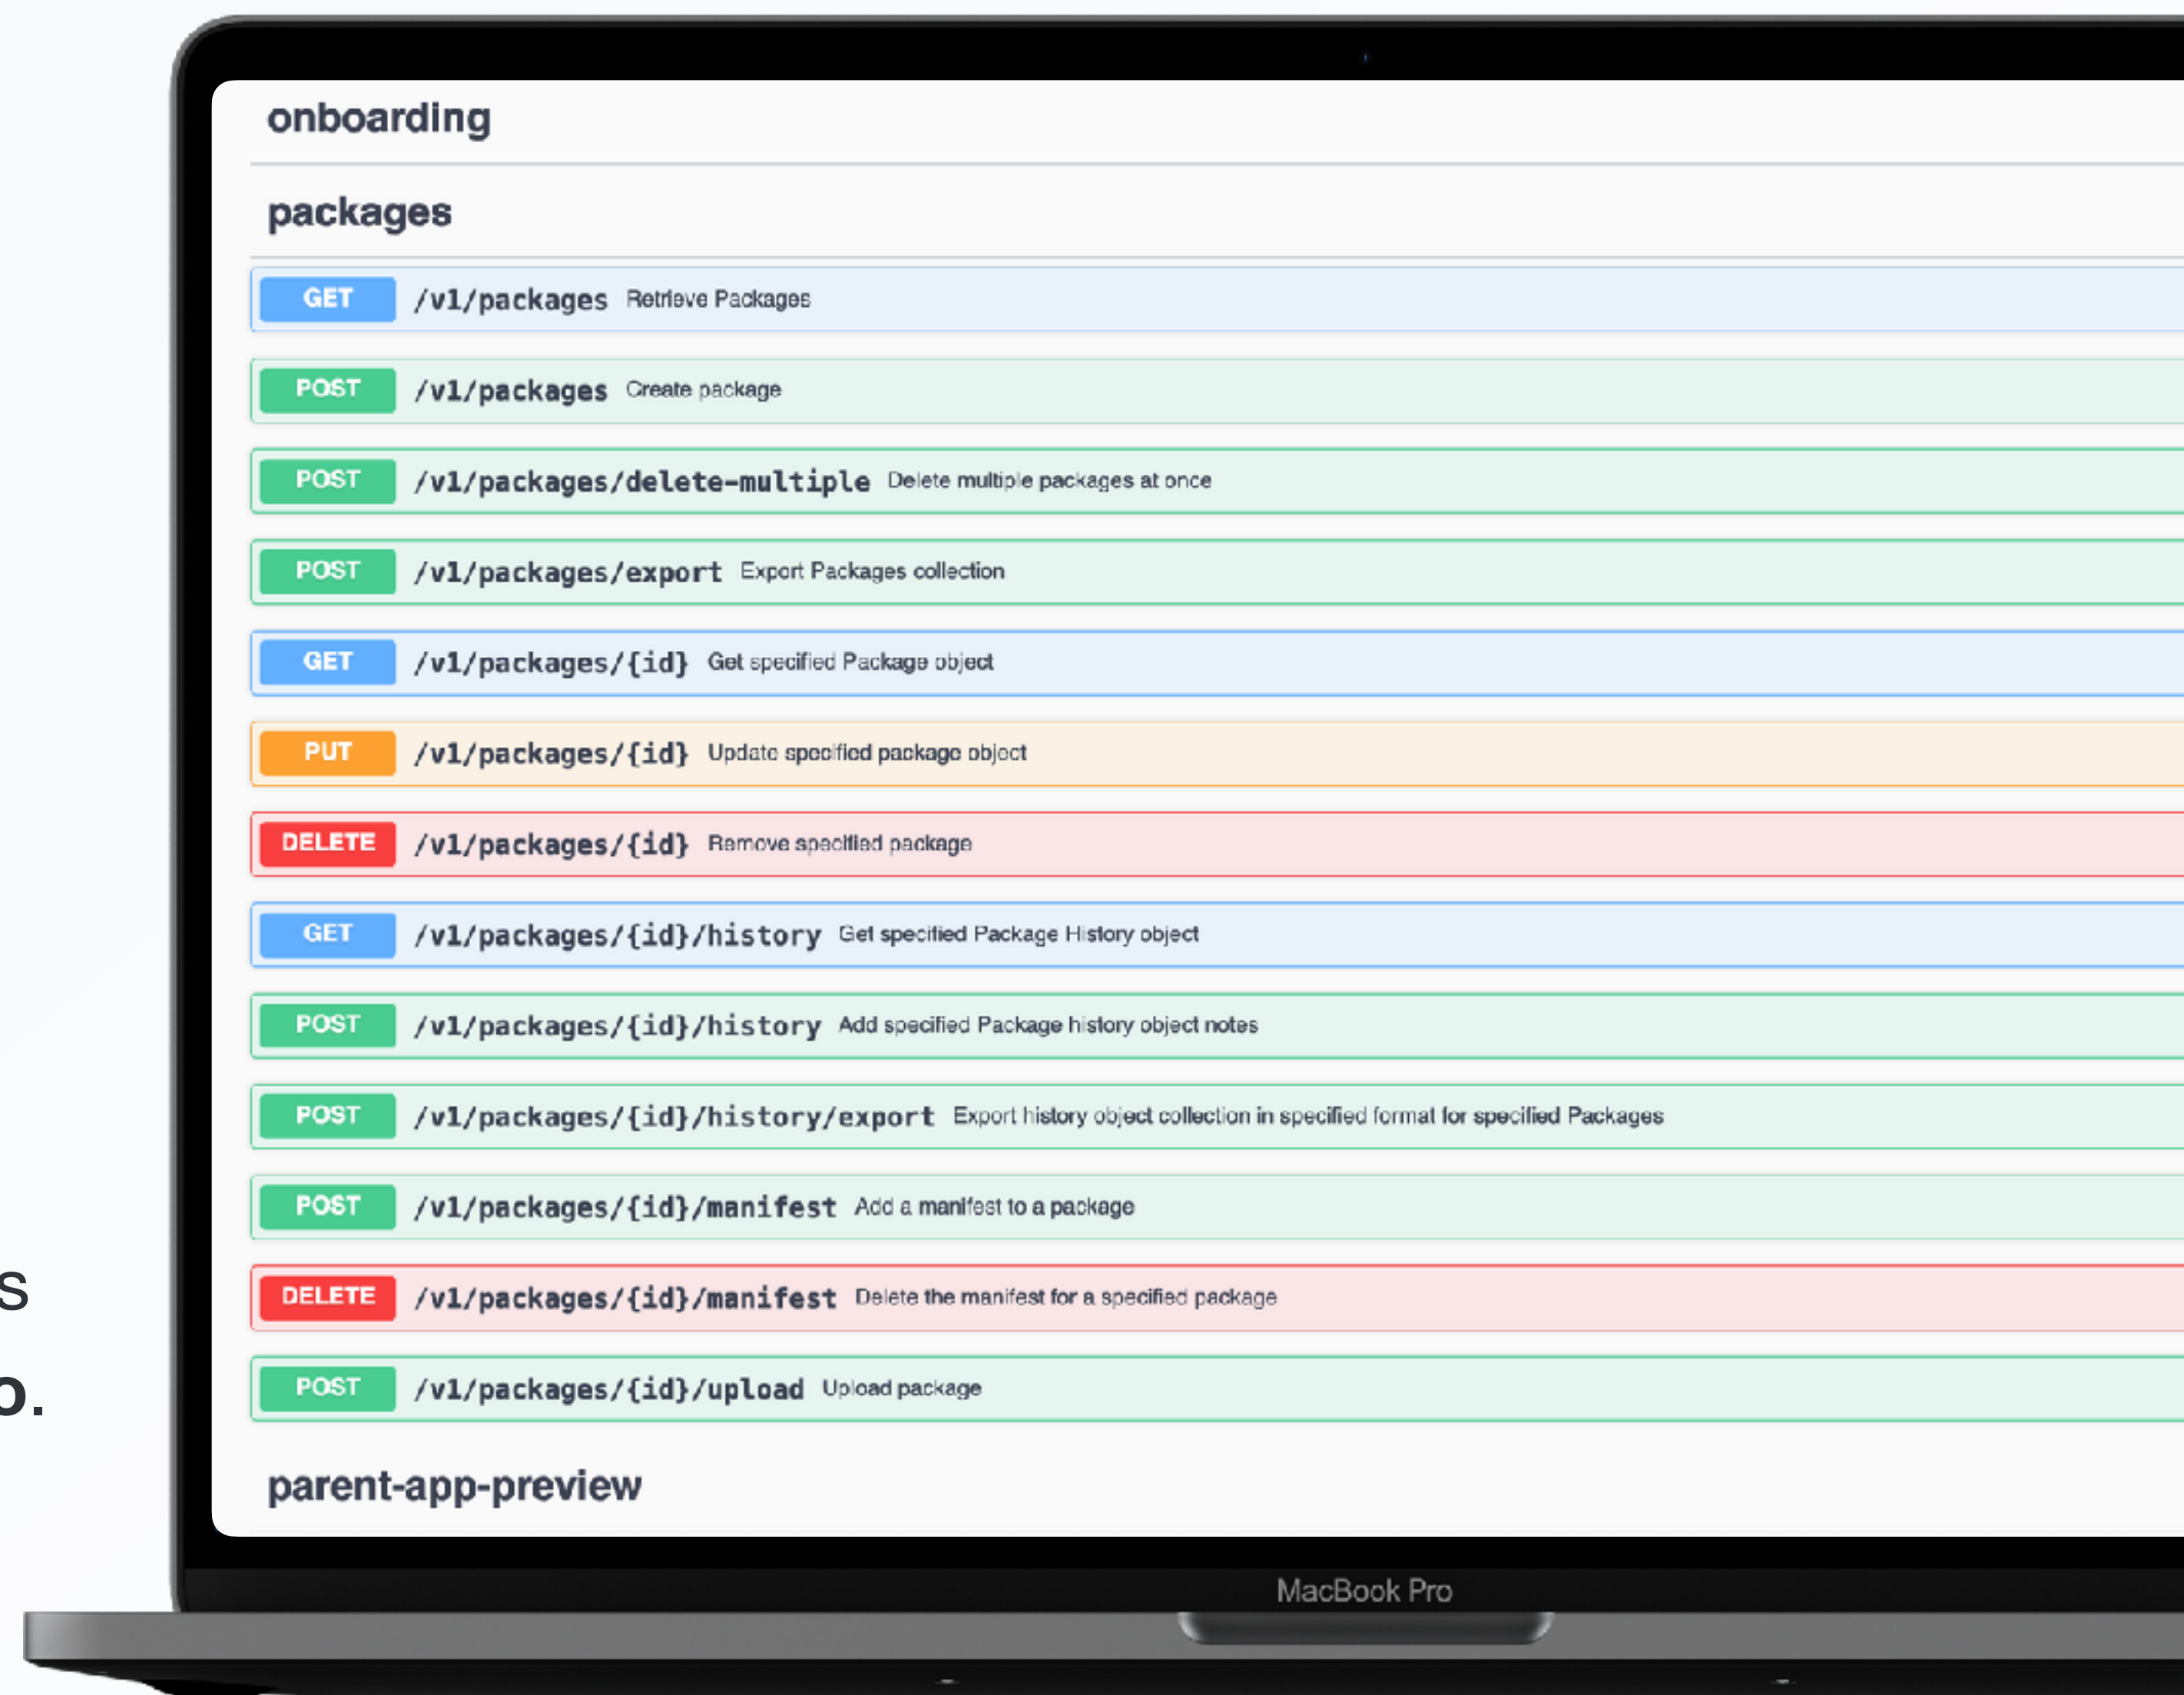 onboarding
packages
GET /v1/packages Retrieve Packages
POST /v1/packages Create package
POST /v1/packages/delete-multiple Delete multiple packages at once
POST /v1/packages/export Export Packages collection
GET /v1/packages/{id} Get specified Package object
PUT /v1/packages/{id} Update specified package object
DELETE /v1/packages/{id} Remove specified package
GET /v1/packages/{id}/history Get specified Package History object
POST /v1/packages/{id}/history Add specified Package history object notes
POST /v1/packages/{id}/history/export Export history object collection in specified format for specified Packages
POST /v1/packages/{id}/manifest Add a manifest to a package
DELETE /v1/packages/{id}/manifest Delete the manifest for a specified package
POST /v1/packages/{id}/upload Upload package
parent-app-preview
MacBook Pro